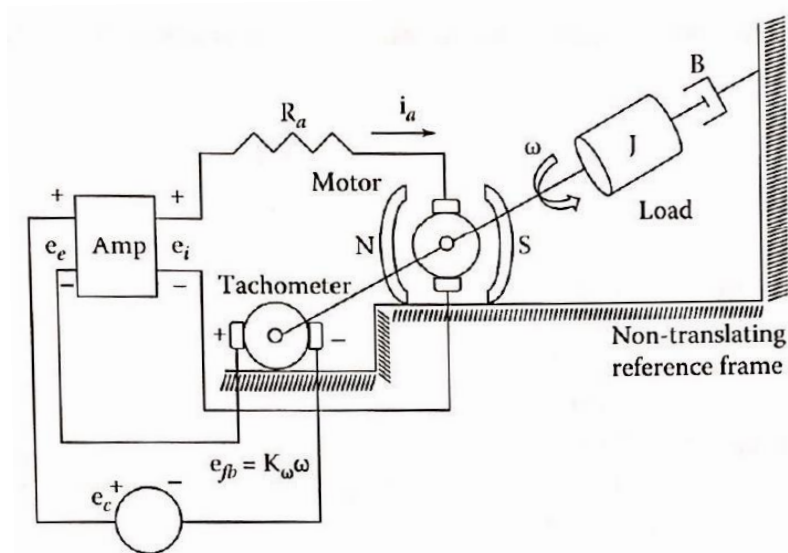 B
R_a
i_a
J
ω
Motor
Load
+ +
Amp
e_e e_i
N S
− −
Tachometer
+ −
Non-translating
reference frame
e_fb = K_ω ω
e_c + −